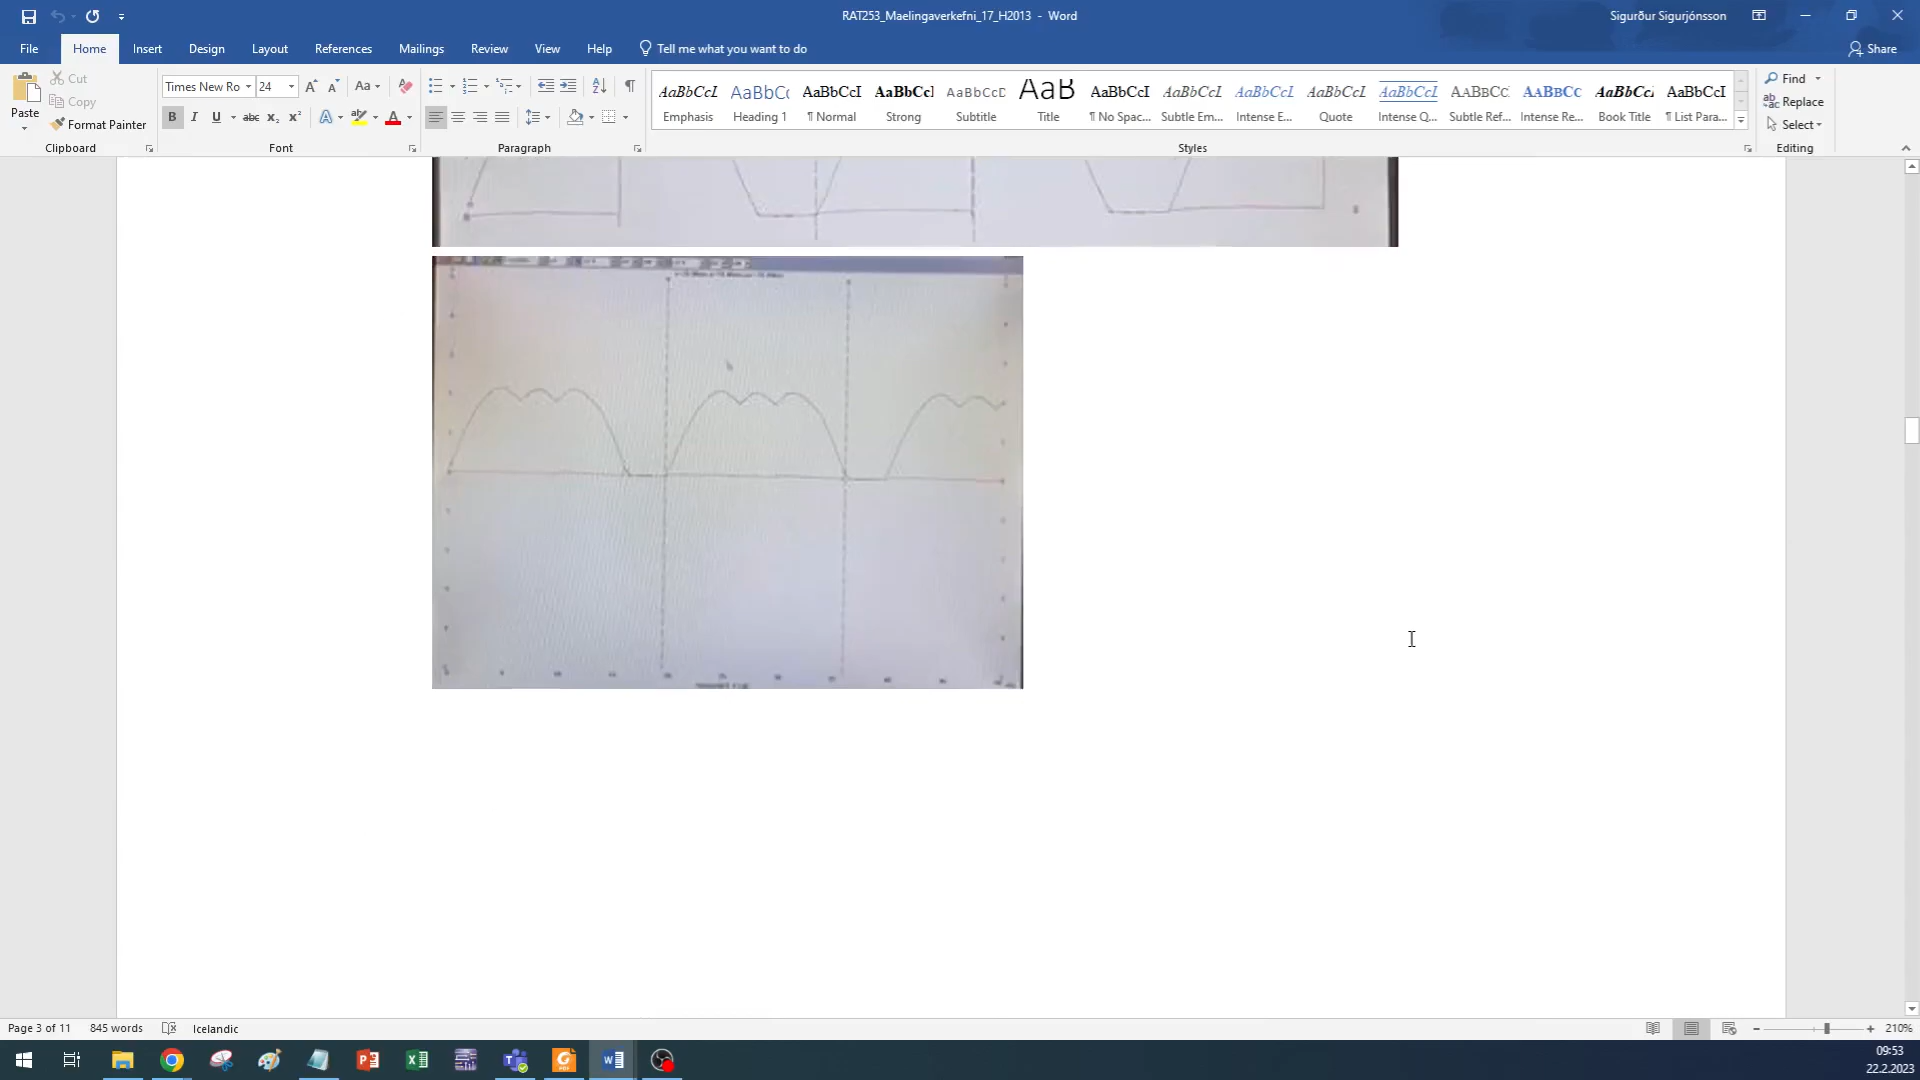 RAT253_Maelingaverkefni_17_H2013 - Word
Sigurður Sigurjónsson
File Home Insert Design Layout References Mailings Review View Help Tell me what you want to do
Share
Paste
Cut
Copy
Format Painter
Clipboard
Times New Ro 24
Font
Paragraph
AaBbCcI AaBbC AaBbCcI AaBbCcI AaBbCcD AaB AaBbCcI AaBbCcI AaBbCcI AaBbCcI AaBbCcI AABBCC AABBCC AaBbCcI AaBbCcI
Emphasis Heading 1 ¶ Normal Strong Subtitle Title ¶ No Spac... Subtle Em... Intense E... Quote Intense Q... Subtle Ref... Intense Re... Book Title ¶ List Para...
Styles
Find
Replace
Select
Editing
Page 3 of 11 845 words Icelandic
210%
09:53
22.2.2023